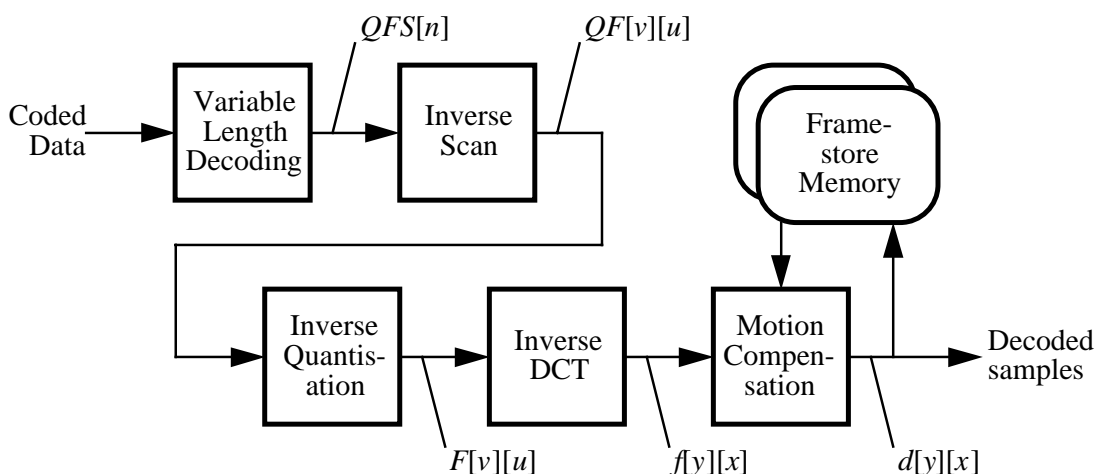 QFS[n]
QF[v][u]
Coded
Data
Variable
Length
Decoding
Inverse
Scan
Frame-
store
Memory
Inverse
Quantis-
ation
Inverse
DCT
Motion
Compen-
sation
Decoded
samples
F[v][u]
f[y][x]
d[y][x]